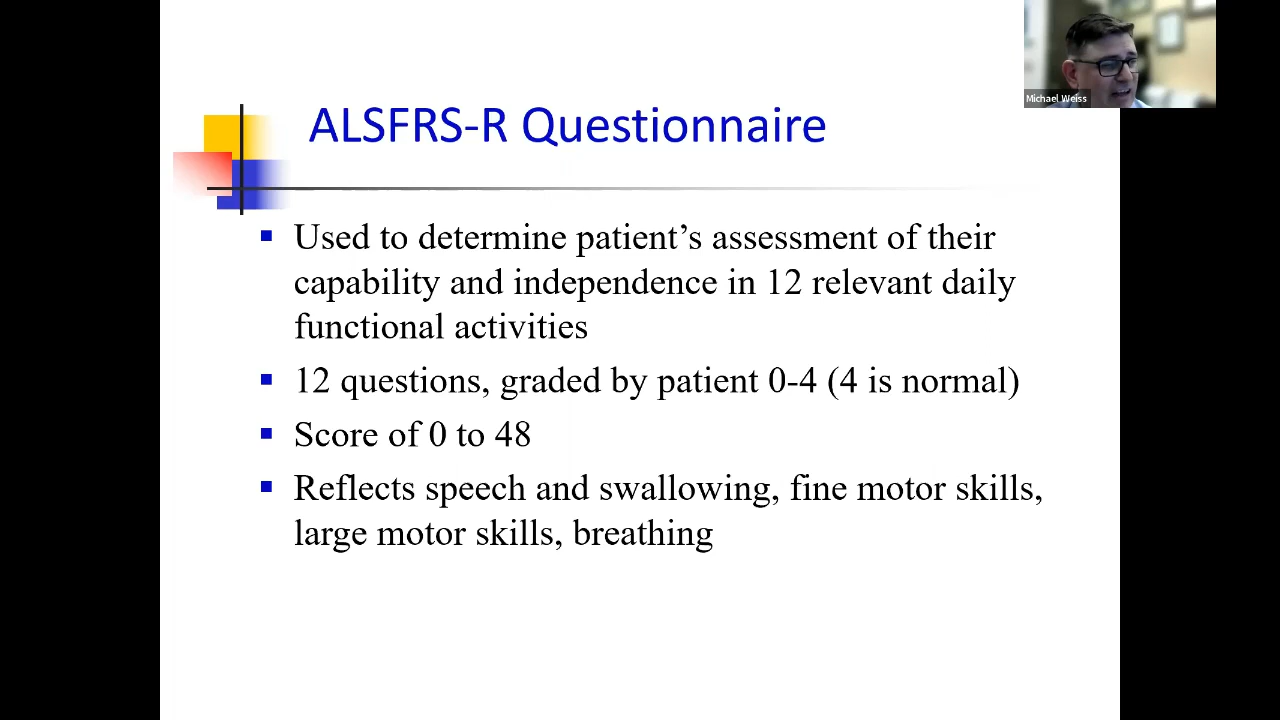 Michael Weiss
ALSFRS-R Questionnaire
▪ Used to determine patient’s assessment of their
capability and independence in 12 relevant daily
functional activities
▪ 12 questions, graded by patient 0-4 (4 is normal)
▪ Score of 0 to 48
▪ Reflects speech and swallowing, fine motor skills,
large motor skills, breathing